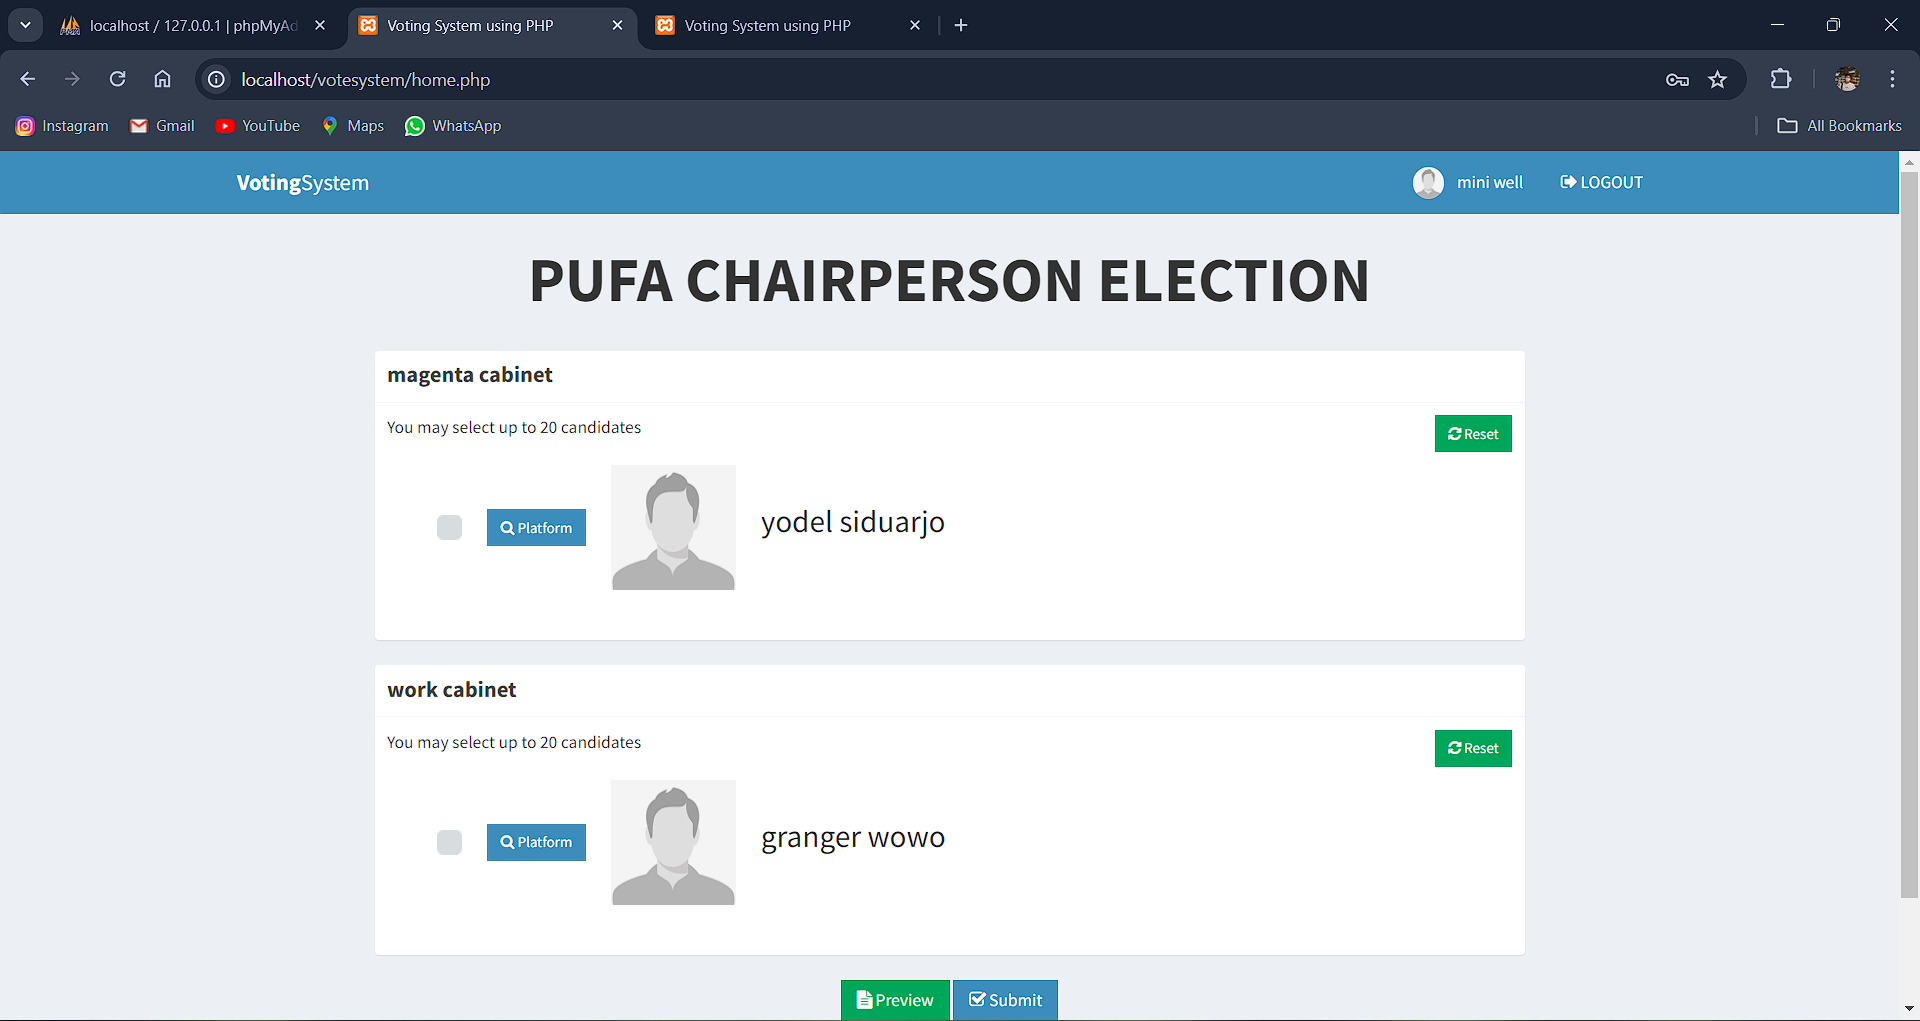 localhost / 127.0.0.1 | phpMyAd
Voting System using PHP
Voting System using PHP
localhost/votesystem/home.php
Instagram
Gmail
YouTube
Maps
WhatsApp
All Bookmarks
VotingSystem
mini well
LOGOUT
PUFA CHAIRPERSON ELECTION
magenta cabinet
You may select up to 20 candidates
Reset
Platform
yodel siduarjo
work cabinet
You may select up to 20 candidates
Reset
Platform
granger wowo
Preview
Submit